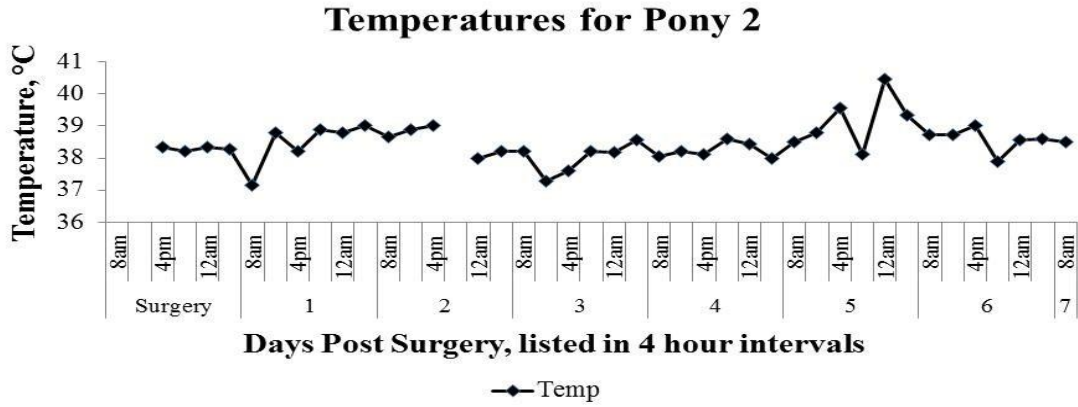 Temperatures for Pony 2
Temperature, °C
41
40
39
38
37
36
8am 4pm 12am 8am 4pm 12am 8am 4pm 12am 8am 4pm 12am 8am 4pm 12am 8am 4pm 12am 8am 4pm 12am 8am
Surgery 1 2 3 4 5 6 7
Days Post Surgery, listed in 4 hour intervals
Temp